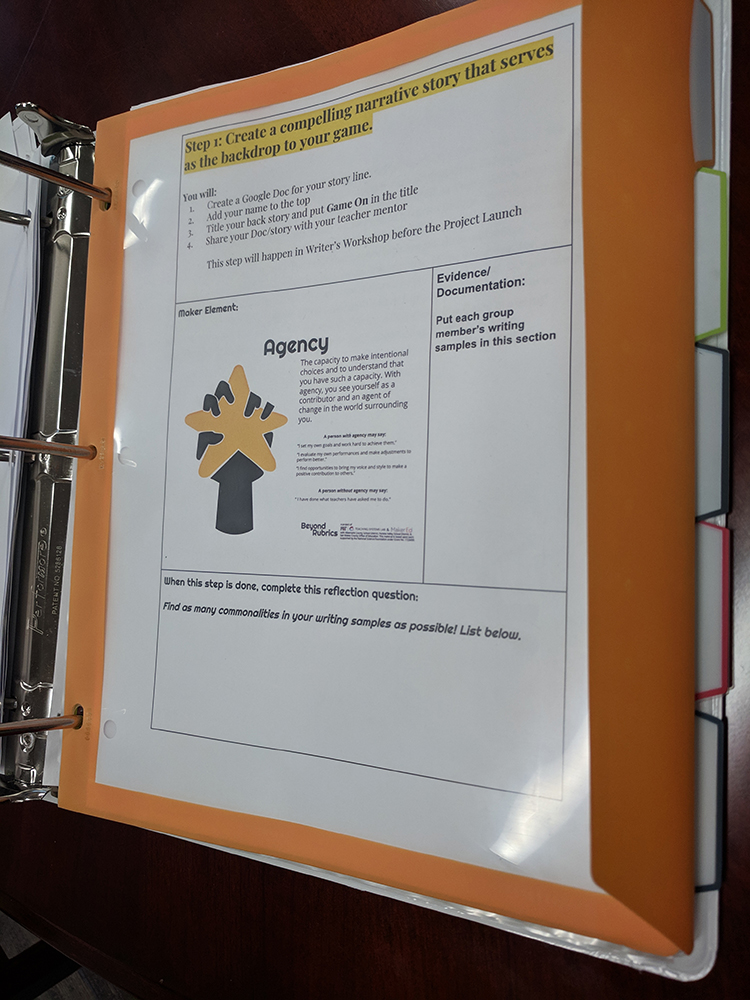 Step 1: Create a compelling narrative story that serves
as the backdrop to your game.
You will:
1. Create a Google Doc for your story line.
2. Add your name to the top
3. Title your back story and put Game On in the title
4. Share your Doc/story with your teacher mentor
This step will happen in Writer's Workshop before the Project Launch
Maker Element:
Agency
The capacity to make intentional
choices and to understand that
you have such a capacity. With
agency, you see yourself as a
contributor and an agent of
change in the world surrounding
you.
A person with agency may say:
"I set my own goals and work hard to achieve them."
"I evaluate my own performances and make adjustments to
perform better."
"I find opportunities to bring my voice and style to make a
positive contribution to others."
A person without agency may say:
"I have done what teachers have asked me to do."
Beyond
Rubrics
Evidence/
Documentation:
Put each group
member's writing
samples in this section
When this step is done, complete this reflection question:
Find as many commonalities in your writing samples as possible! List below.
PATENT NO